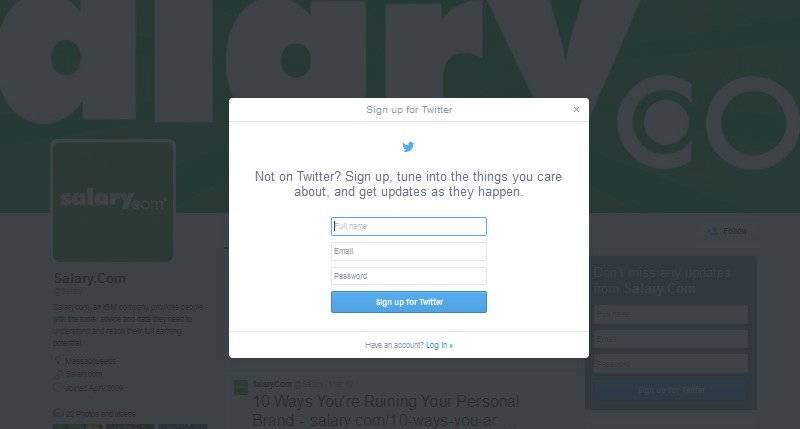 alary
Sign up for Twitter ×
Not on Twitter? Sign up, tune into the things you care
about, and get updates as they happen.
Full name
Email
Password
Sign up for Twitter
Have an account? Log in »
salary.com
Salary.Com
@Salary
Salary.com, an IBM company provides people
with the tools, advice and data they need to
understand and reach their full earning
potential
Massachusetts
Salary.com
Joined April 2008
22 Photos and videos
Follow
Don't miss any updates
from Salary.Com
Full name
Email
Password
Sign up for Twitter
Salary.Com @Salary
10 Ways You're Ruining Your Personal
Brand - salary.com/10-ways-you-ar...